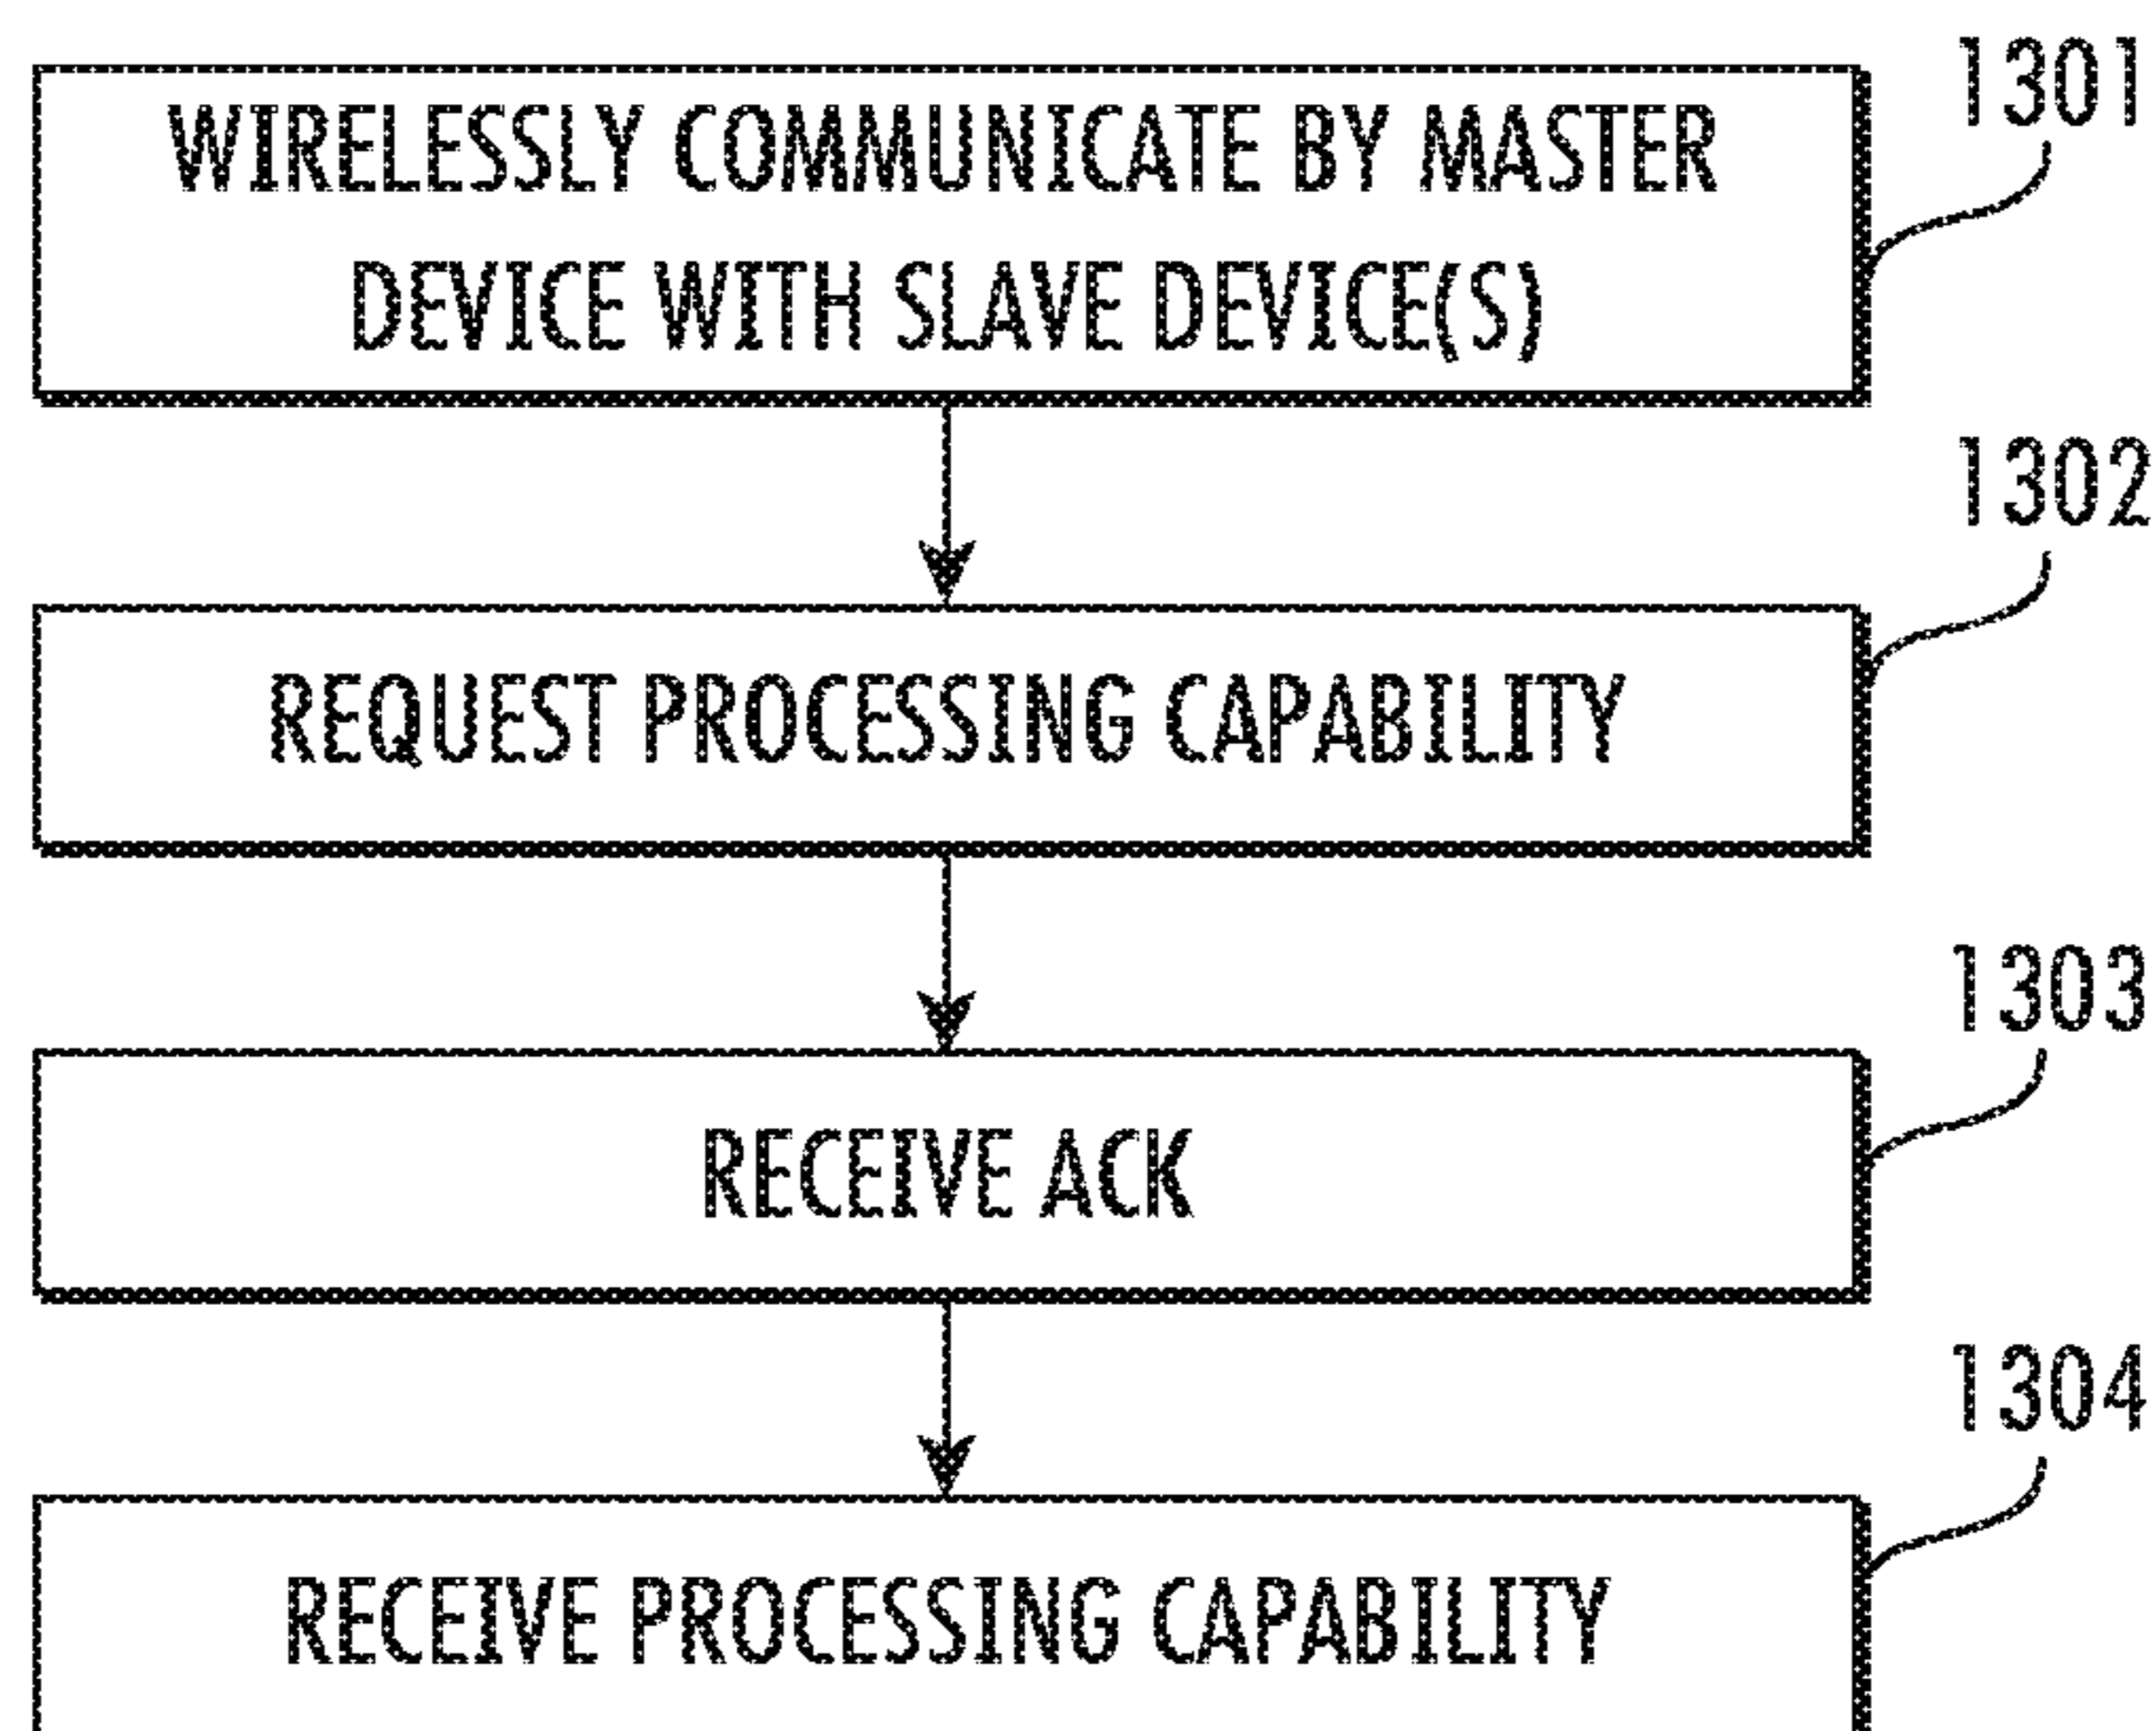 1301
WIRELESSLY COMMUNICATE BY MASTER
DEVICE WITH SLAVE DEVICE(S)
1302
REQUEST PROCESSING CAPABILITY
1303
RECEIVE ACK
1304
RECEIVE PROCESSING CAPABILITY